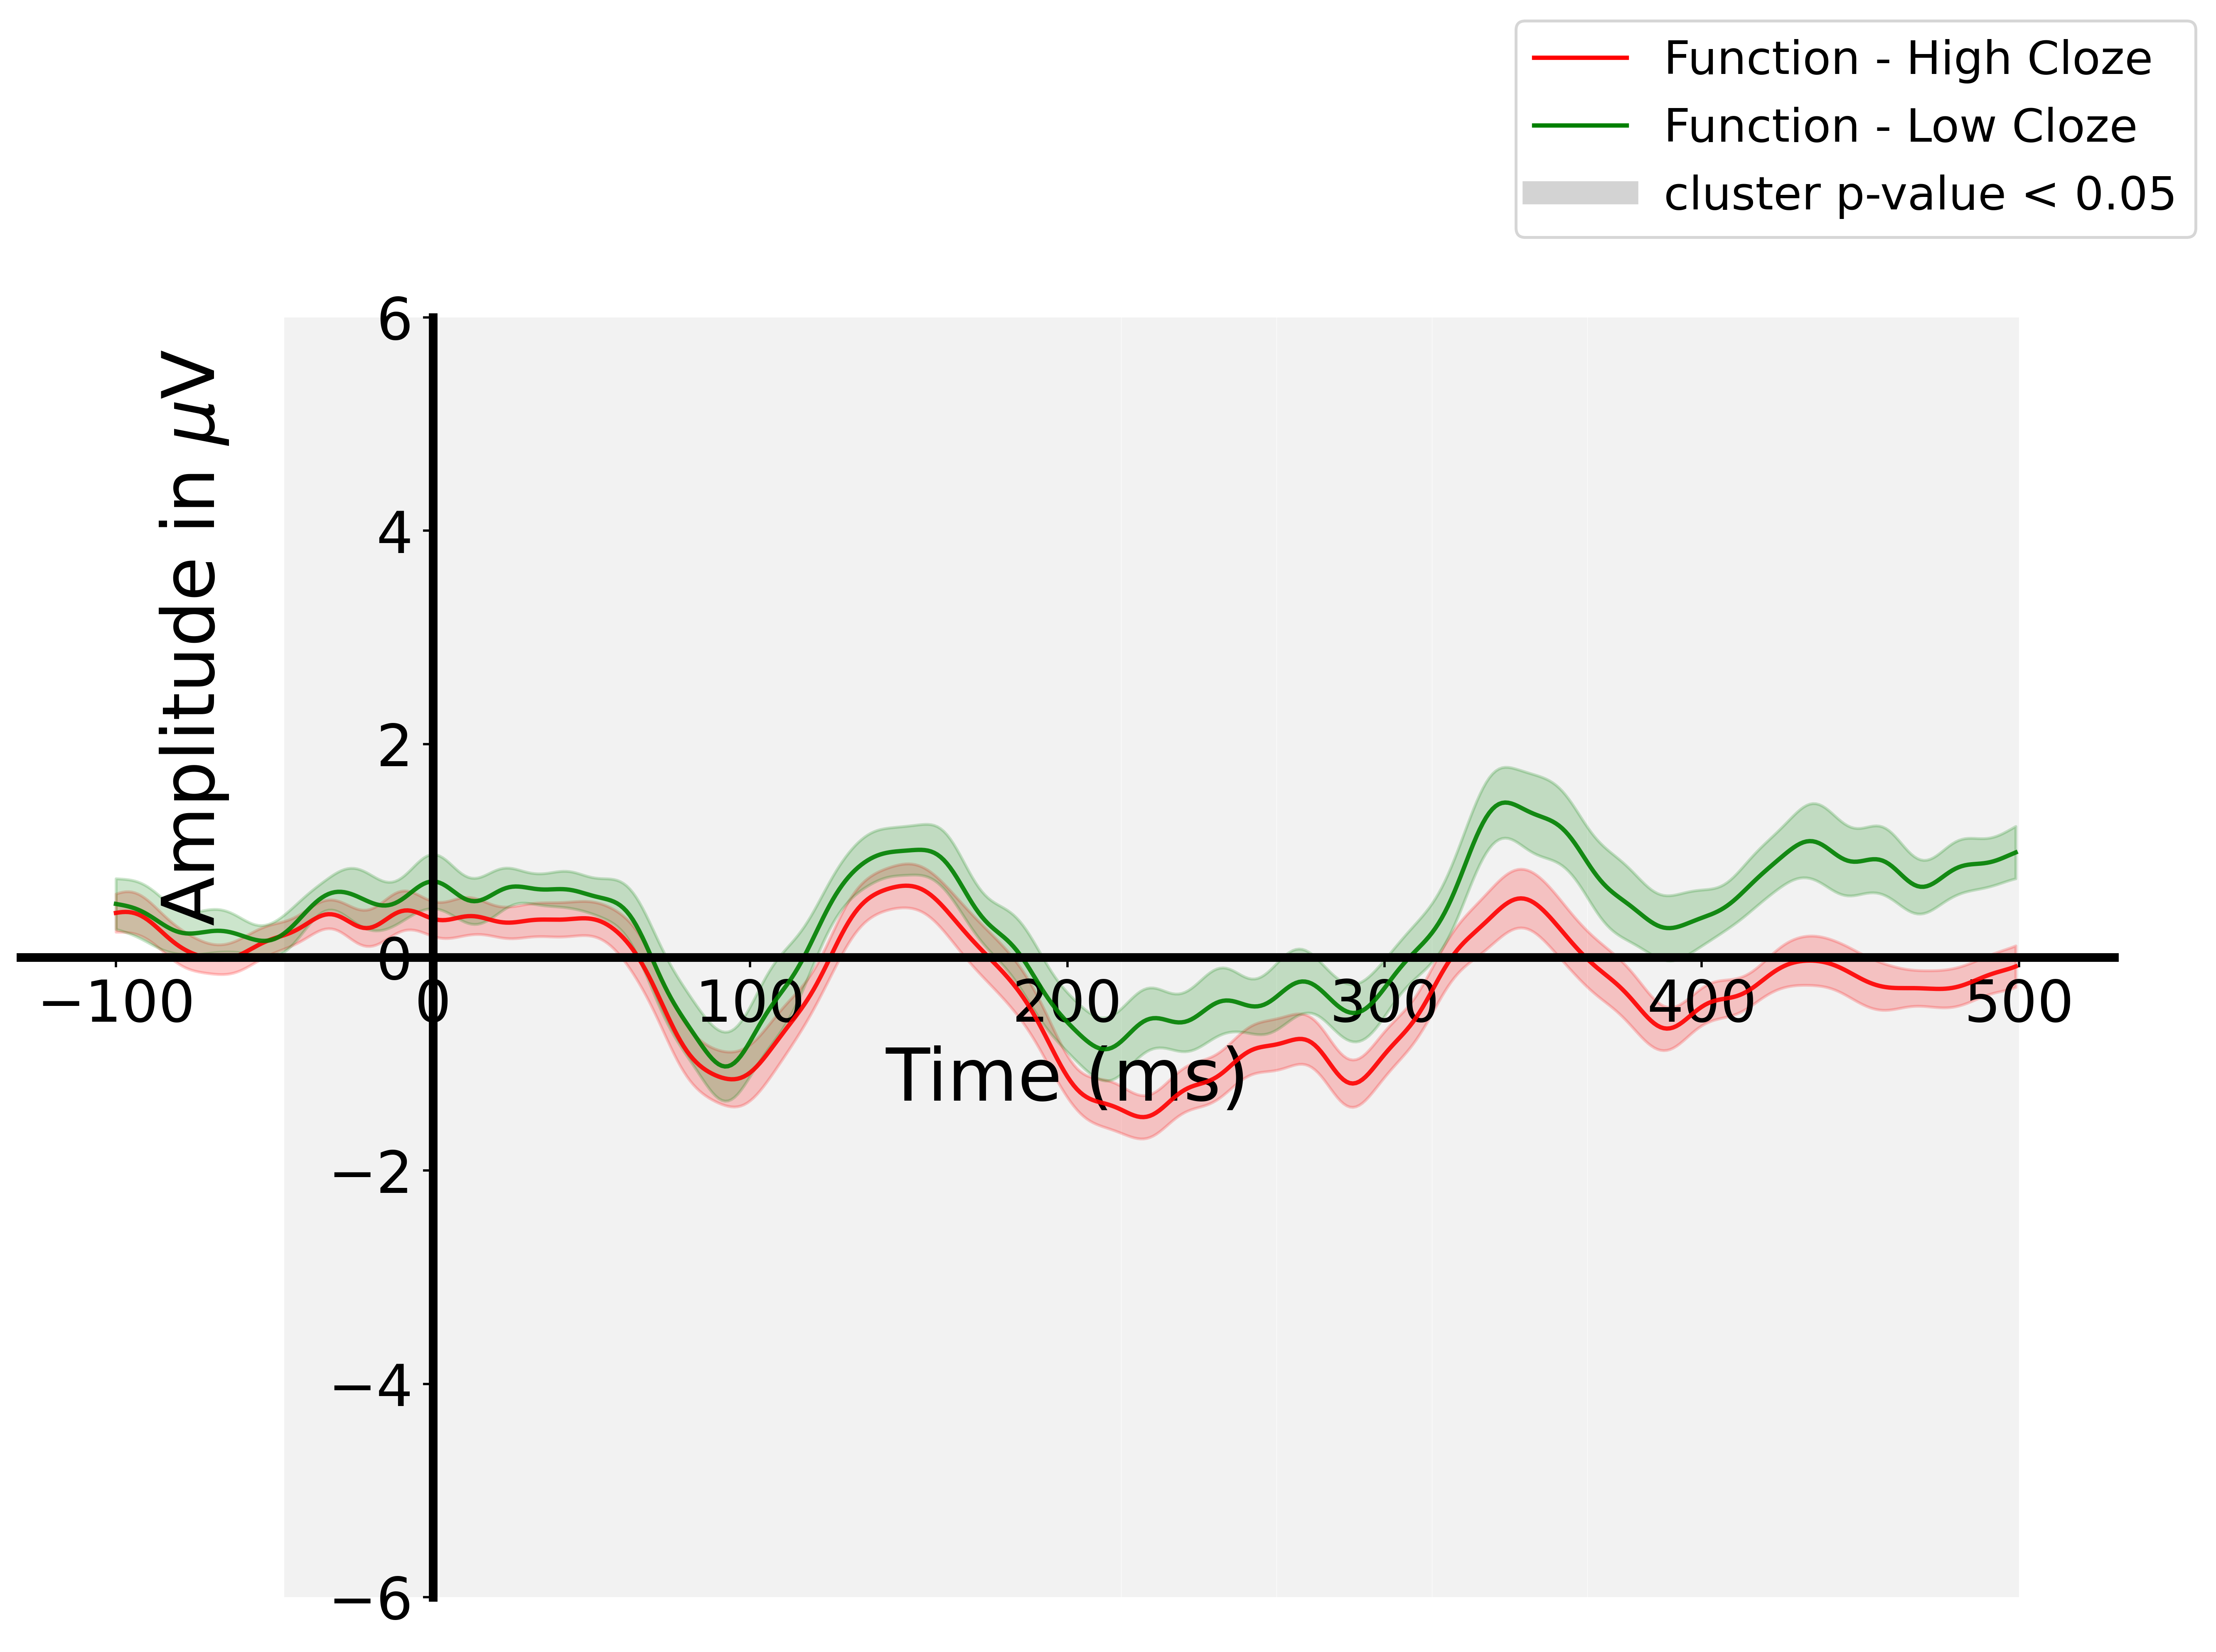 Function - High Cloze
Function - Low Cloze
cluster p-value < 0.05
6
4
2
0
−2
−4
−6
Amplitude in μV
−100
0
100
200
300
400
500
Time (ms)